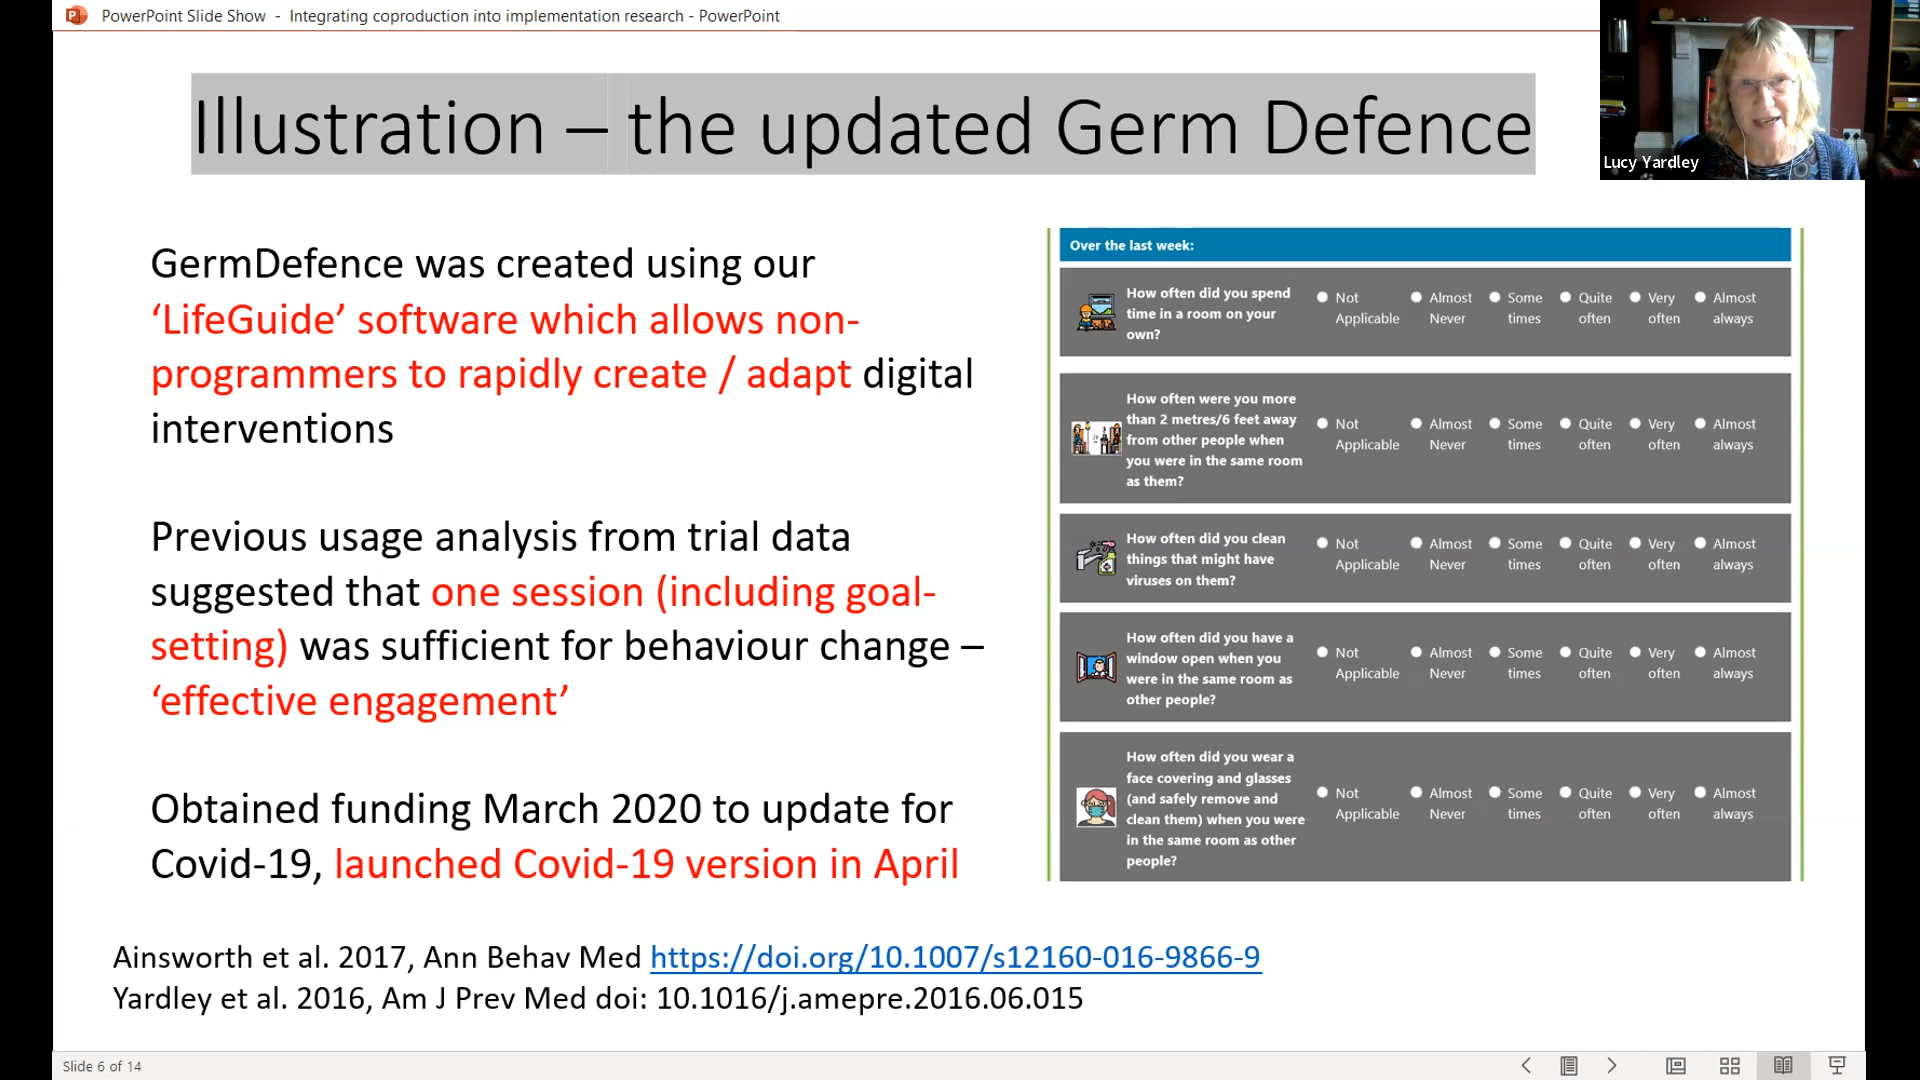 PowerPoint Slide Show - Integrating coproduction into implementation research - PowerPoint
Lucy Yardley
Illustration – the updated Germ Defence
GermDefence was created using our
‘LifeGuide’ software which allows non-
programmers to rapidly create / adapt digital
interventions
Previous usage analysis from trial data
suggested that one session (including goal-
setting) was sufficient for behaviour change –
‘effective engagement’
Obtained funding March 2020 to update for
Covid-19, launched Covid-19 version in April
Over the last week:
How often did you spend
time in a room on your
own?
Not Almost Some Quite Very Almost
Applicable Never times often often always
How often were you more
than 2 metres/6 feet away
from other people when
you were in the same room
as them?
Not Almost Some Quite Very Almost
Applicable Never times often often always
How often did you clean
things that might have
viruses on them?
Not Almost Some Quite Very Almost
Applicable Never times often often always
How often did you have a
window open when you
were in the same room as
other people?
Not Almost Some Quite Very Almost
Applicable Never times often often always
How often did you wear a
face covering and glasses
(and safely remove and
clean them) when you were
in the same room as other
people?
Not Almost Some Quite Very Almost
Applicable Never times often often always
Ainsworth et al. 2017, Ann Behav Med https://doi.org/10.1007/s12160-016-9866-9
Yardley et al. 2016, Am J Prev Med doi: 10.1016/j.amepre.2016.06.015
Slide 6 of 14